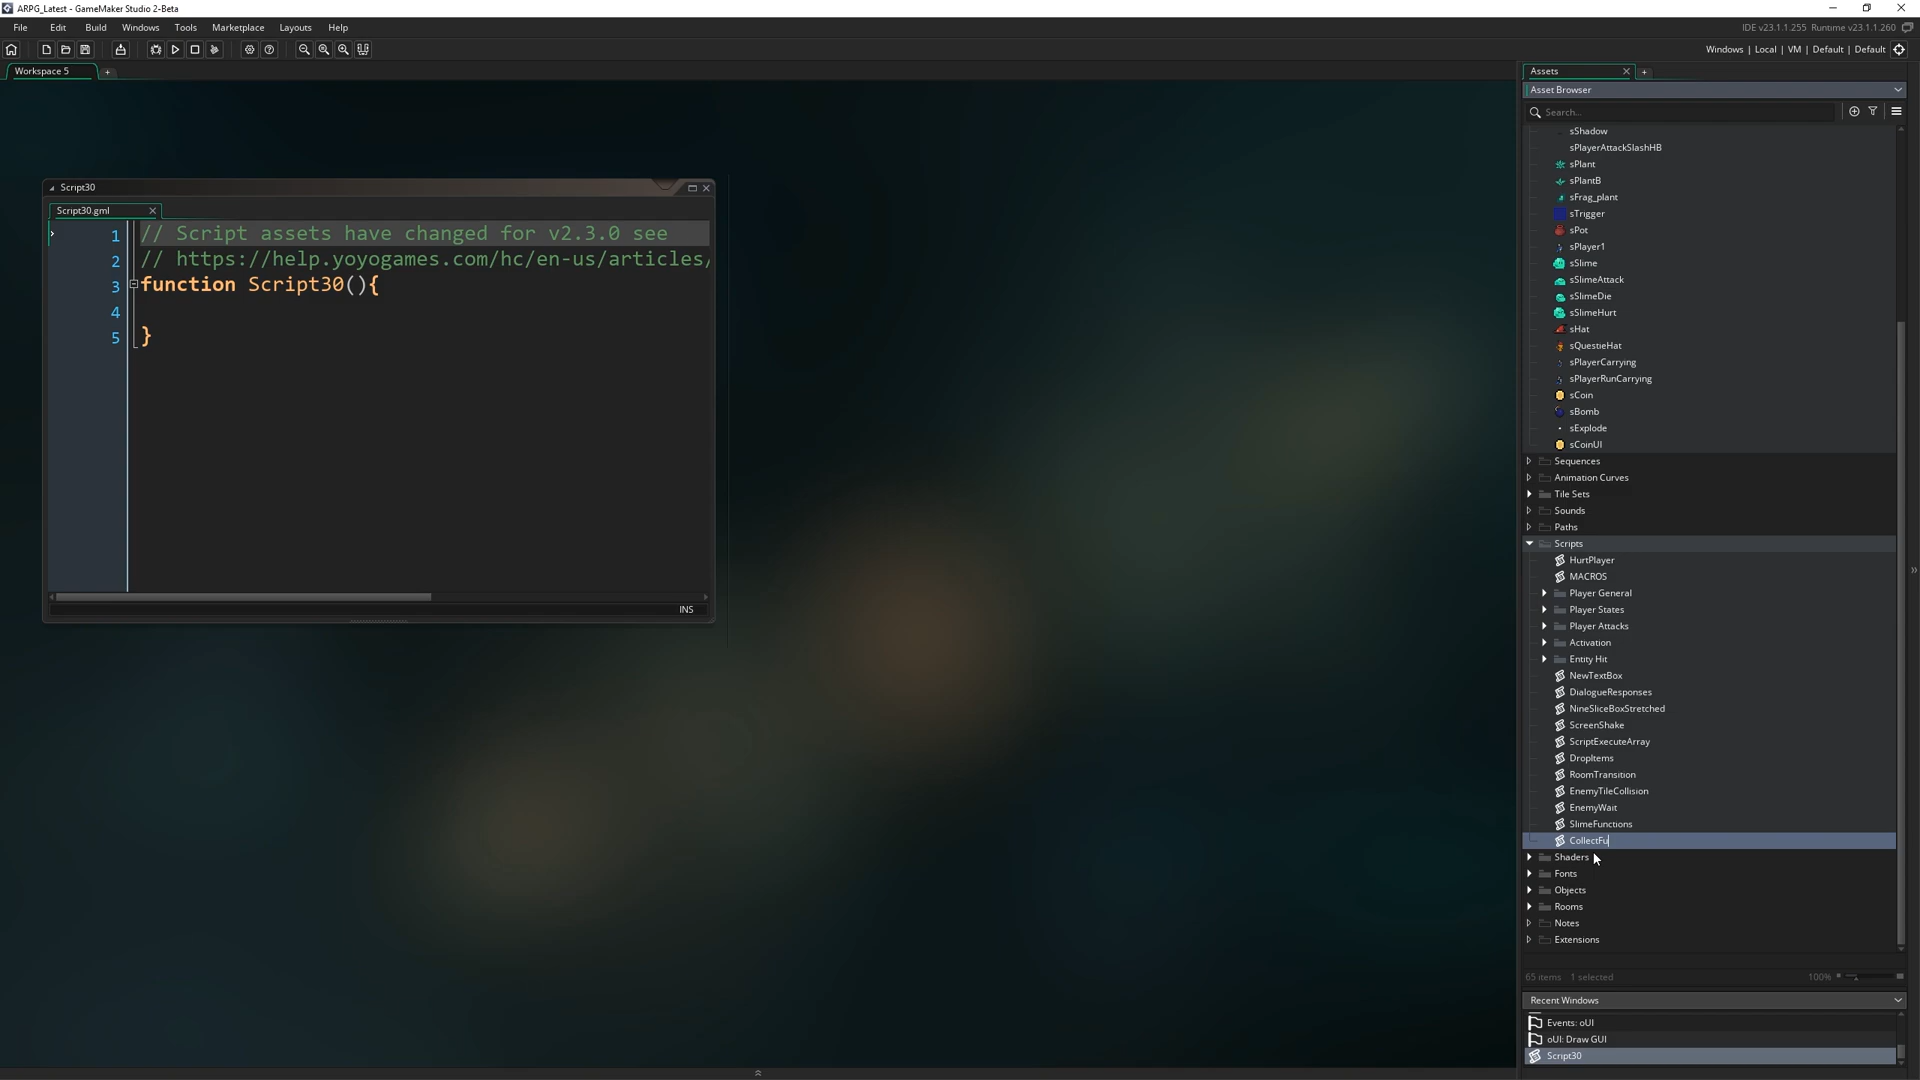 ARPG_Latest - GameMaker Studio 2-Beta
File Edit Build Windows Tools Marketplace Layouts Help
IDE v23.1.1.255 Runtime v23.1.1.260
Windows | Local | VM | Default | Default
Workspace 5
Script30
Script30.gml
1 // Script assets have changed for v2.3.0 see
2 // https://help.yoyogames.com/hc/en-us/articles/
3 function Script30(){
4
5 }
INS
Assets
Asset Browser
Search...
sShadow
sPlayerAttackSlashHB
sPlant
sPlantB
sFrag_plant
sTrigger
sPot
sPlayer1
sSlime
sSlimeAttack
sSlimeDie
sSlimeHurt
sHat
sQuestieHat
sPlayerCarrying
sPlayerRunCarrying
sCoin
sBomb
sExplode
sCoinUI
Sequences
Animation Curves
Tile Sets
Sounds
Paths
Scripts
HurtPlayer
MACROS
Player General
Player States
Player Attacks
Activation
Entity Hit
NewTextBox
DialogueResponses
NineSliceBoxStretched
ScreenShake
ScriptExecuteArray
DropItems
RoomTransition
EnemyTileCollision
EnemyWait
SlimeFunctions
CollectFu
Shaders
Fonts
Objects
Rooms
Notes
Extensions
65 items 1 selected
100%
Recent Windows
Events: oUI
oUI: Draw GUI
Script30